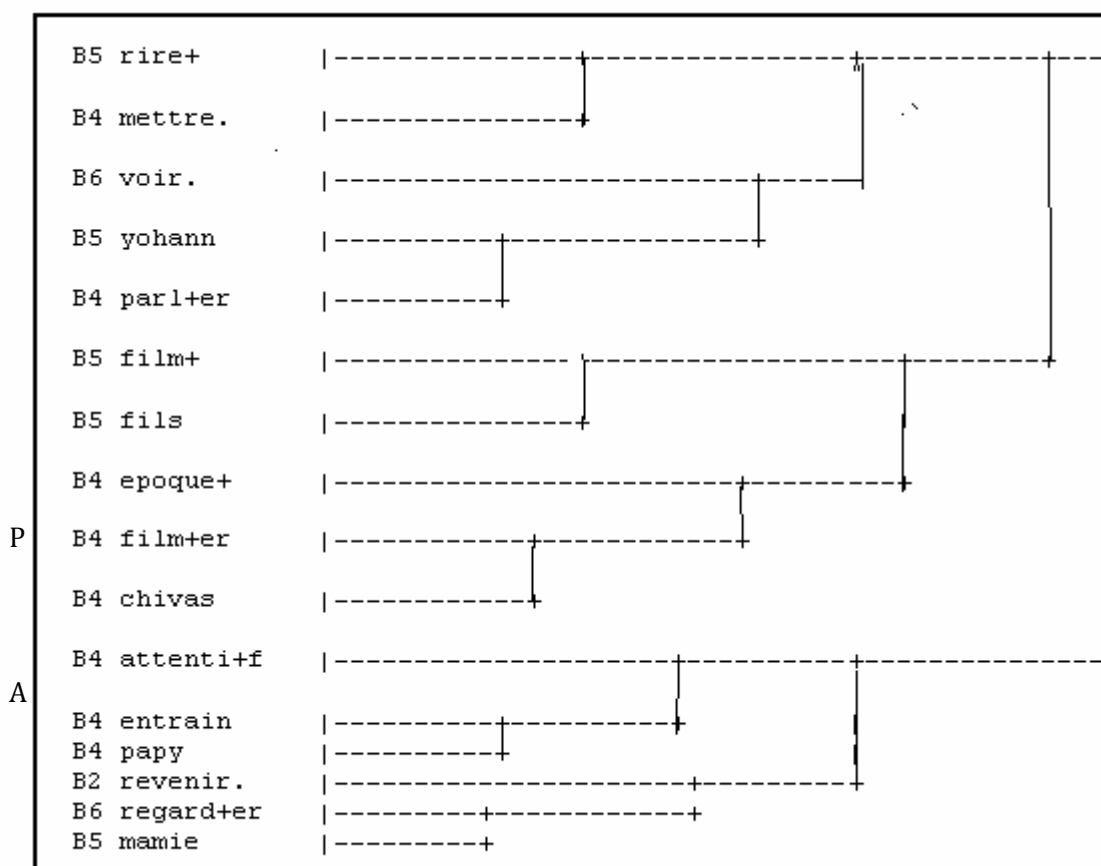 B5 rire+
B4 mettre.
B6 voir.
B5 yohann
B4 parl+er
B5 film+
B5 fils
B4 epoque+
P
B4 film+er
B4 chivas
B4 attenti+f
A
B4 entrain
B4 papy
B2 revenir.
B6 regard+er
B5 mamie